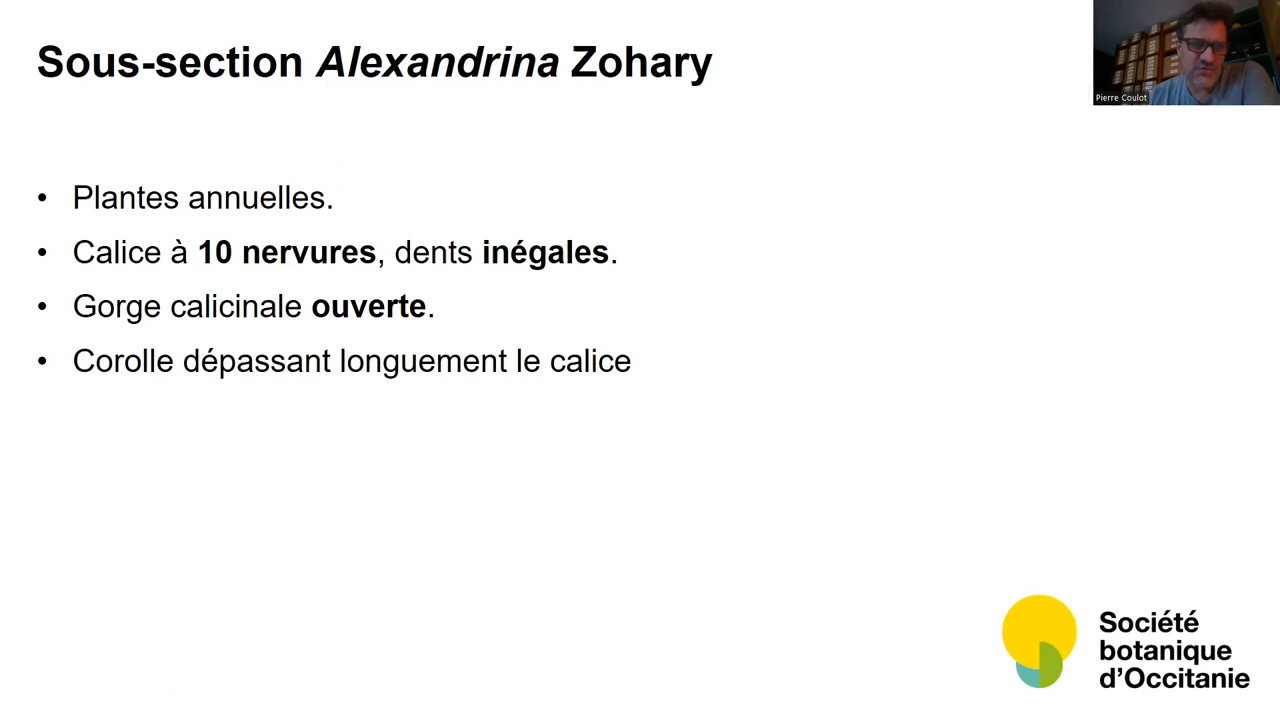 Sous-section Alexandrina Zohary
Pierre Coulot
• Plantes annuelles.
• Calice à 10 nervures, dents inégales.
• Gorge calicinale ouverte.
• Corolle dépassant longuement le calice
Société
botanique
d'Occitanie